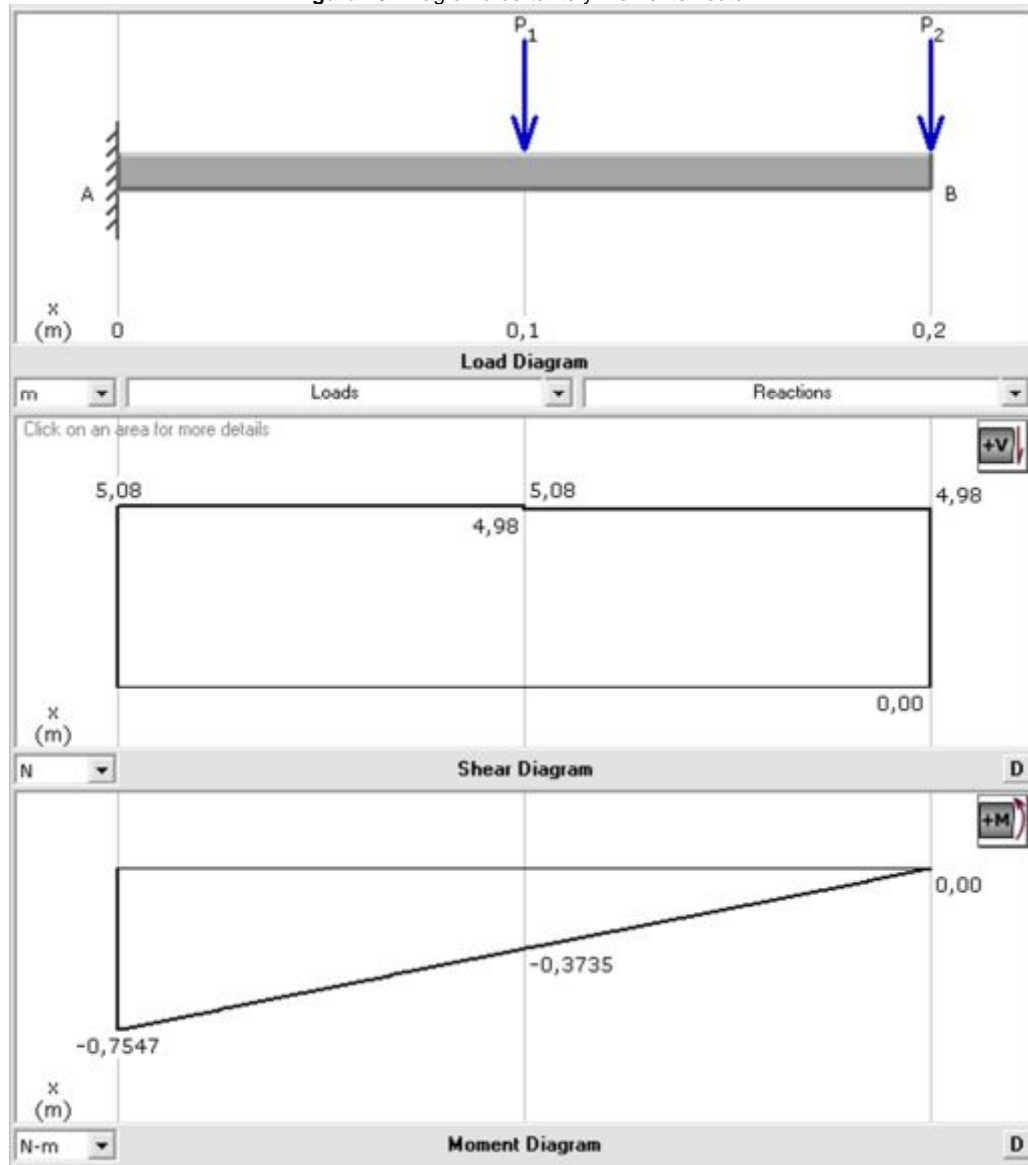 P1 P2
A B
x
(m) 0 0,1 0,2
Load Diagram
m Loads Reactions
Click on an area for more details
+V
5,08 5,08 4,98
4,98
0,00
x
(m)
N Shear Diagram D
+M
0,00
-0,3735
-0,7547
x
(m)
N-m Moment Diagram D